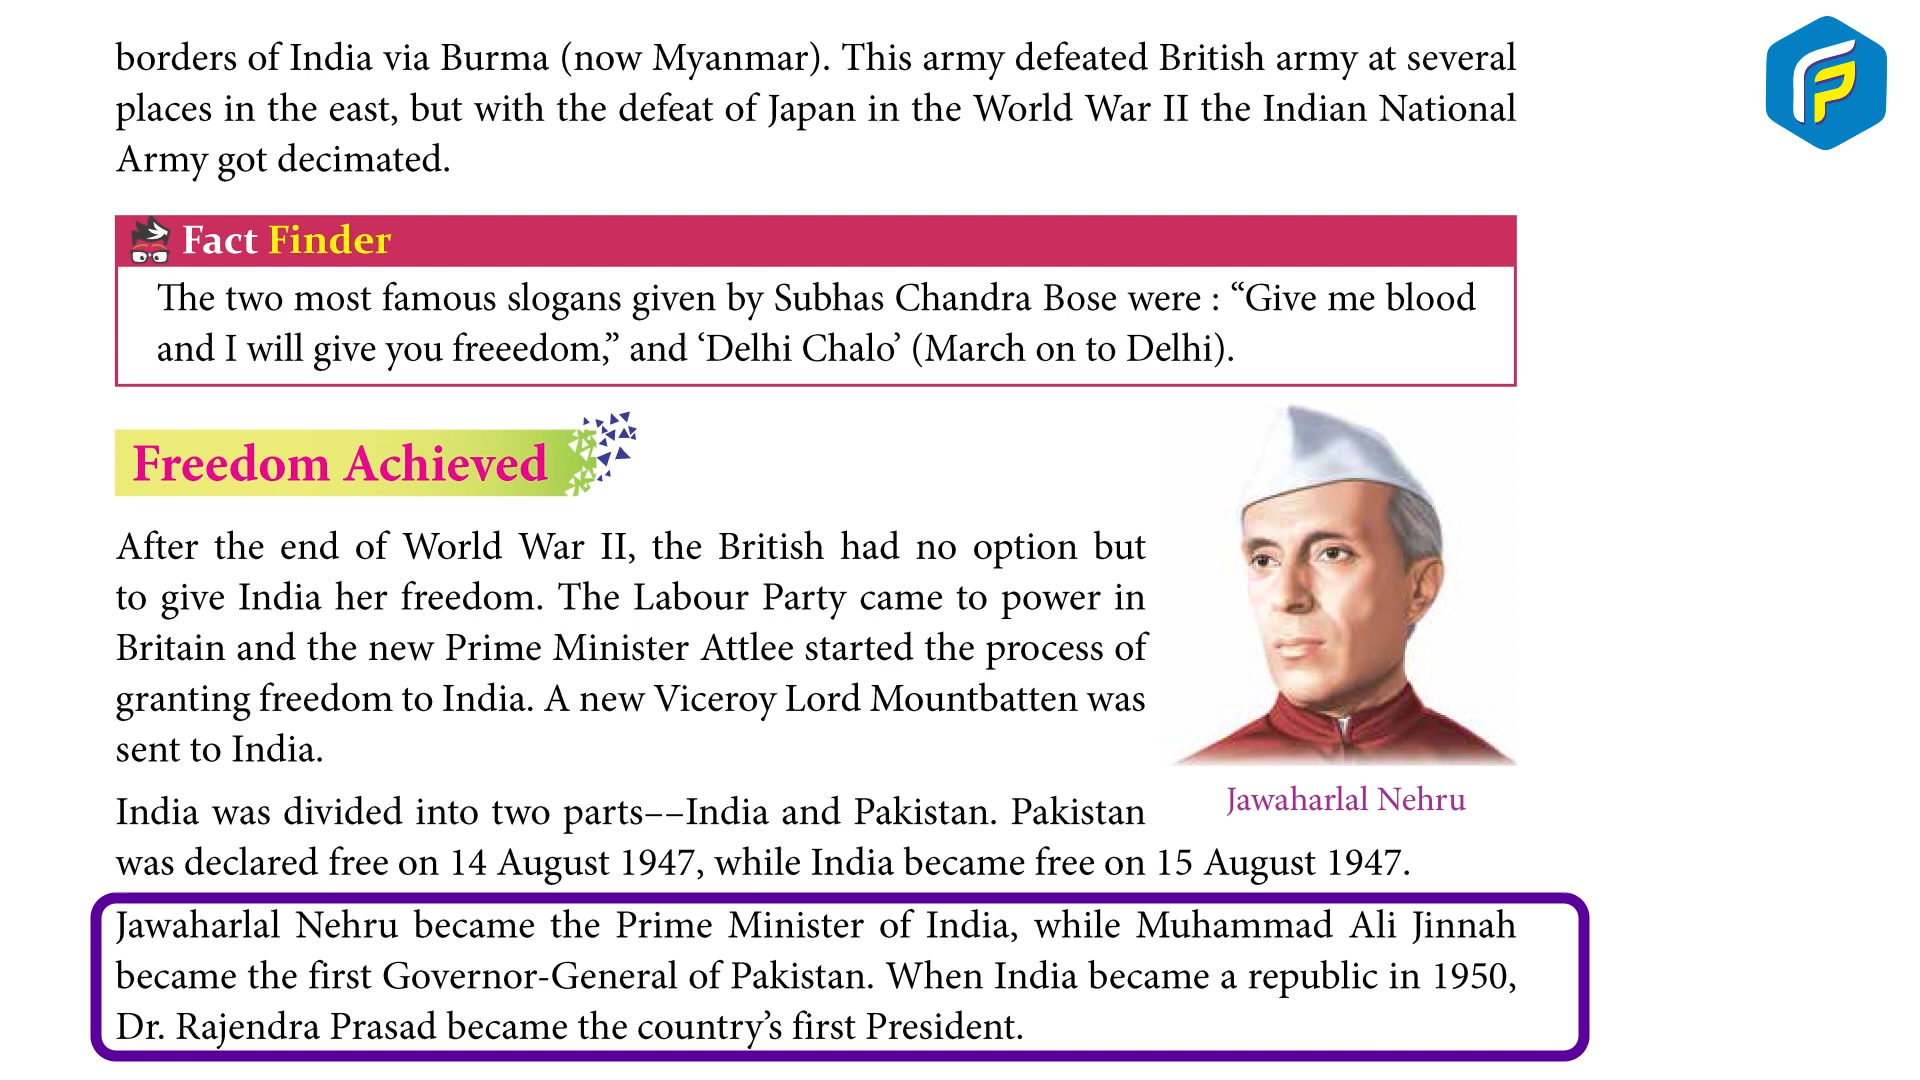 borders of India via Burma (now Myanmar). This army defeated British army at several
places in the east, but with the defeat of Japan in the World War II the Indian National
Army got decimated.
Fact Finder
The two most famous slogans given by Subhas Chandra Bose were : “Give me blood
and I will give you freeedom,” and ‘Delhi Chalo’ (March on to Delhi).
Freedom Achieved
After the end of World War II, the British had no option but
to give India her freedom. The Labour Party came to power in
Britain and the new Prime Minister Attlee started the process of
granting freedom to India. A new Viceroy Lord Mountbatten was
sent to India.
Jawaharlal Nehru
India was divided into two parts––India and Pakistan. Pakistan
was declared free on 14 August 1947, while India became free on 15 August 1947.
Jawaharlal Nehru became the Prime Minister of India, while Muhammad Ali Jinnah
became the first Governor-General of Pakistan. When India became a republic in 1950,
Dr. Rajendra Prasad became the country’s first President.